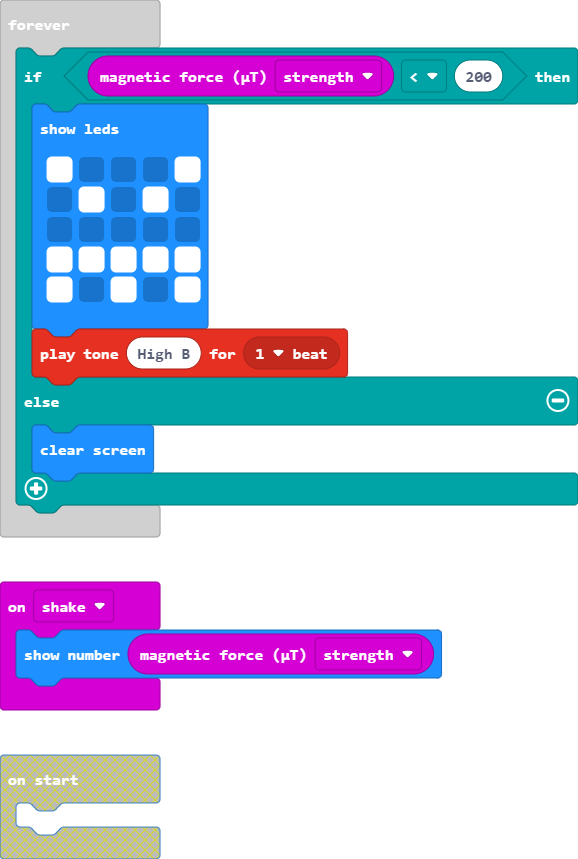 forever
if magnetic force (µT) strength < 200 then
show leds
play tone High B for 1 beat
else
clear screen
on shake
show number magnetic force (µT) strength
on start